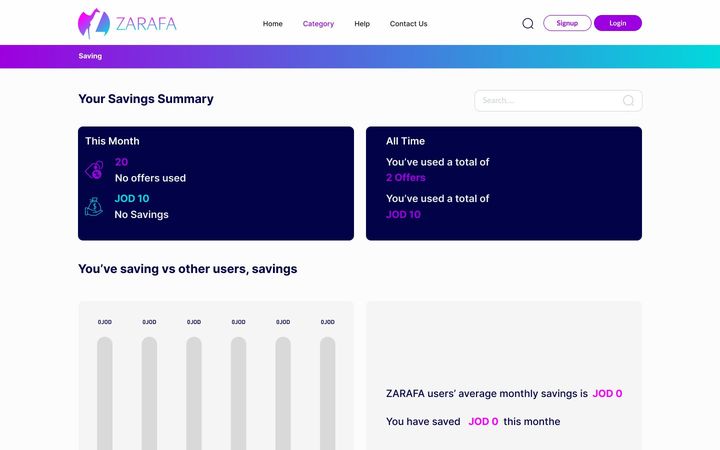 ZARAFA
Home Category Help Contact Us
Signup Login
Saving
Your Savings Summary
Search....
This Month
20
No offers used
JOD 10
No Savings
All Time
You've used a total of
2 Offers
You've used a total of
JOD 10
You've saving vs other users, savings
0JOD 0JOD 0JOD 0JOD 0JOD 0JOD
ZARAFA users' average monthly savings is JOD 0
You have saved JOD 0 this monthe